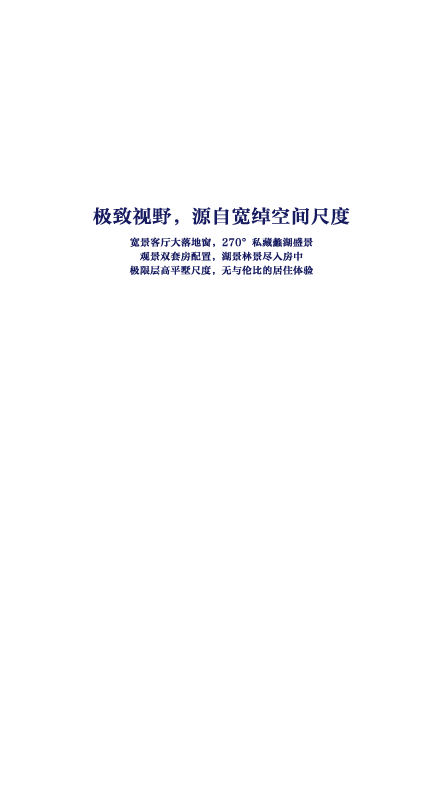 极致视野，源自宽绰空间尺度
宽景客厅大落地窗，270°私藏蠡湖盛景
观景双套房配置，湖景林景尽入房中
极限层高平墅尺度，无与伦比的居住体验